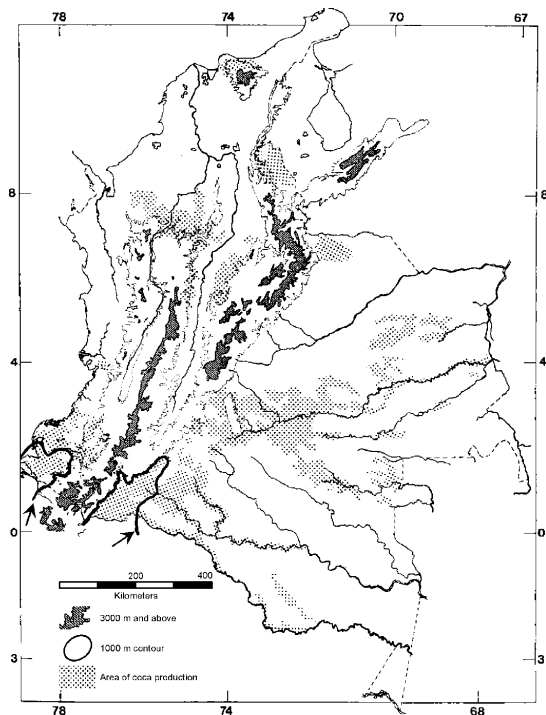 78 74 70 67
8 8
4 4
0 0
200 400
Kilometers
3000 m and above
1000 m contour
Area of coca production
3 3
78 74 68